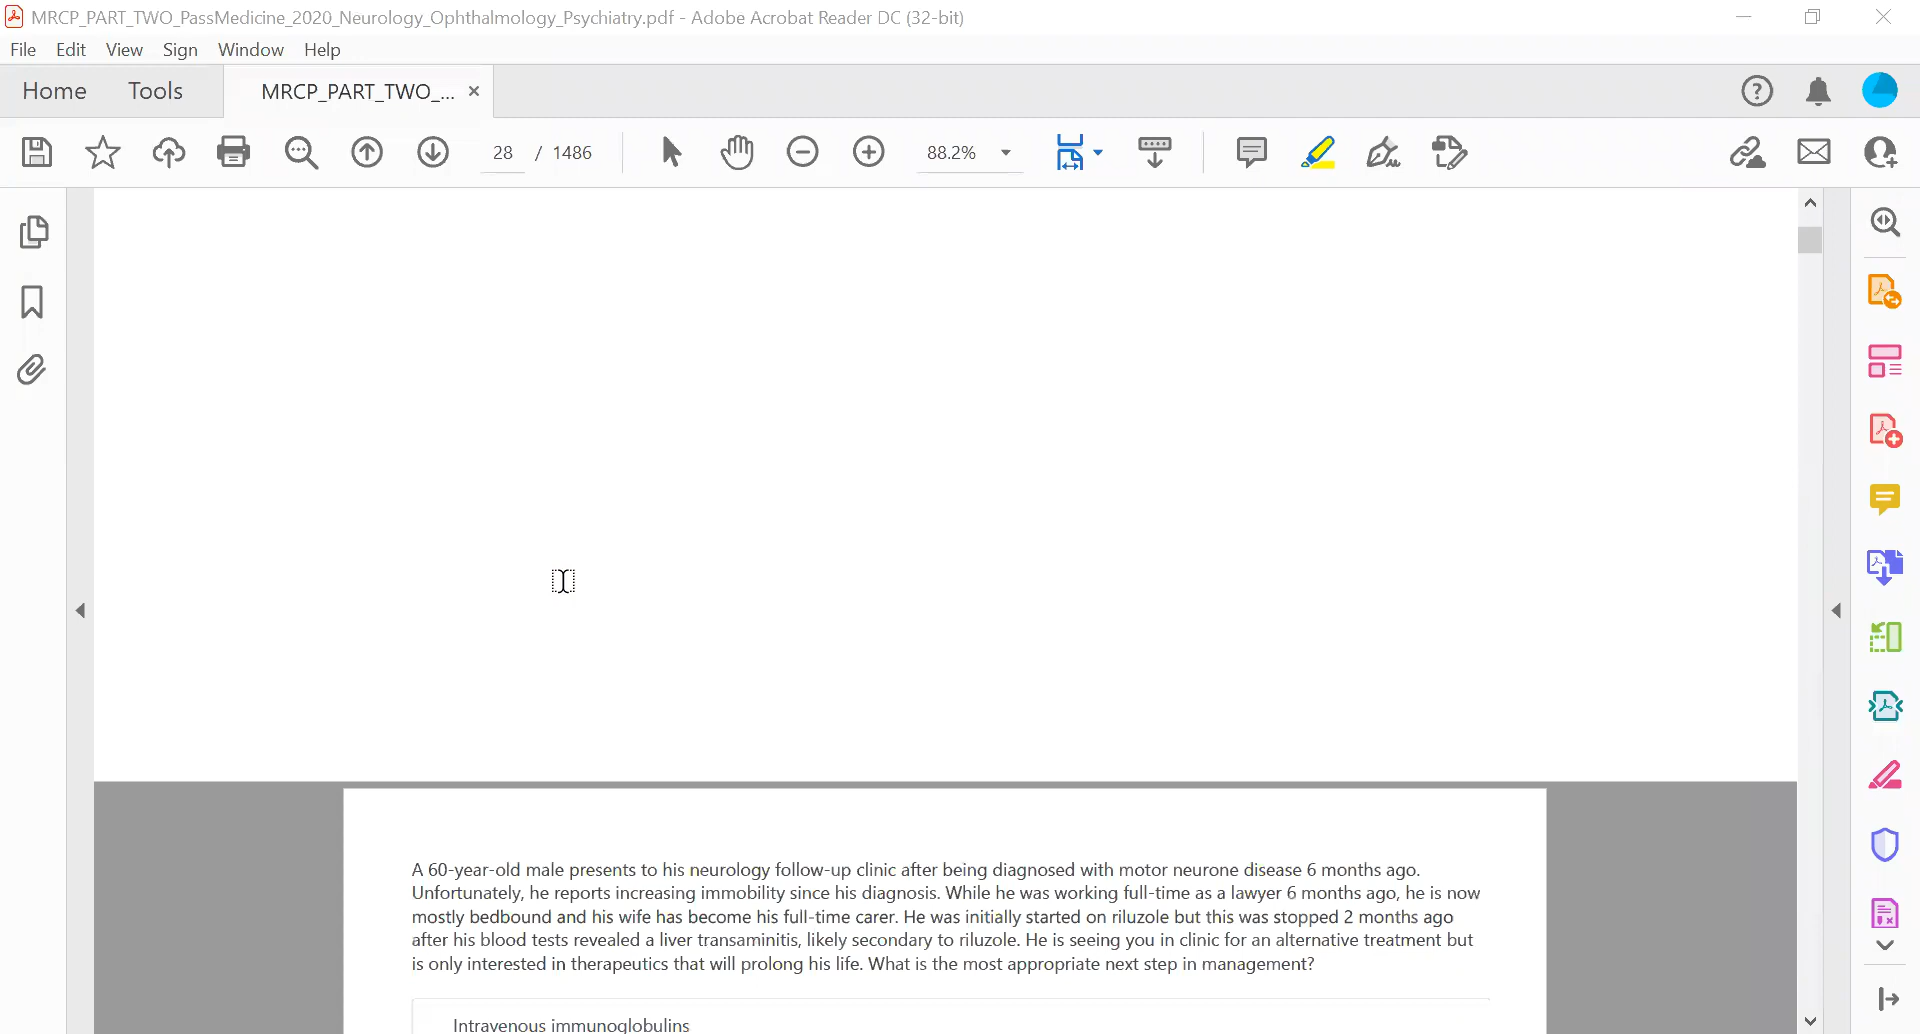 MRCP_PART_TWO_PassMedicine_2020_Neurology_Ophthalmology_Psychiatry.pdf - Adobe Acrobat Reader DC (32-bit)
File Edit View Sign Window Help
Home Tools MRCP_PART_TWO_... ×
28 / 1486 88.2%
A 60-year-old male presents to his neurology follow-up clinic after being diagnosed with motor neurone disease 6 months ago.
Unfortunately, he reports increasing immobility since his diagnosis. While he was working full-time as a lawyer 6 months ago, he is now
mostly bedbound and his wife has become his full-time carer. He was initially started on riluzole but this was stopped 2 months ago
after his blood tests revealed a liver transaminitis, likely secondary to riluzole. He is seeing you in clinic for an alternative treatment but
is only interested in therapeutics that will prolong his life. What is the most appropriate next step in management?
Intravenous immunoglobulins